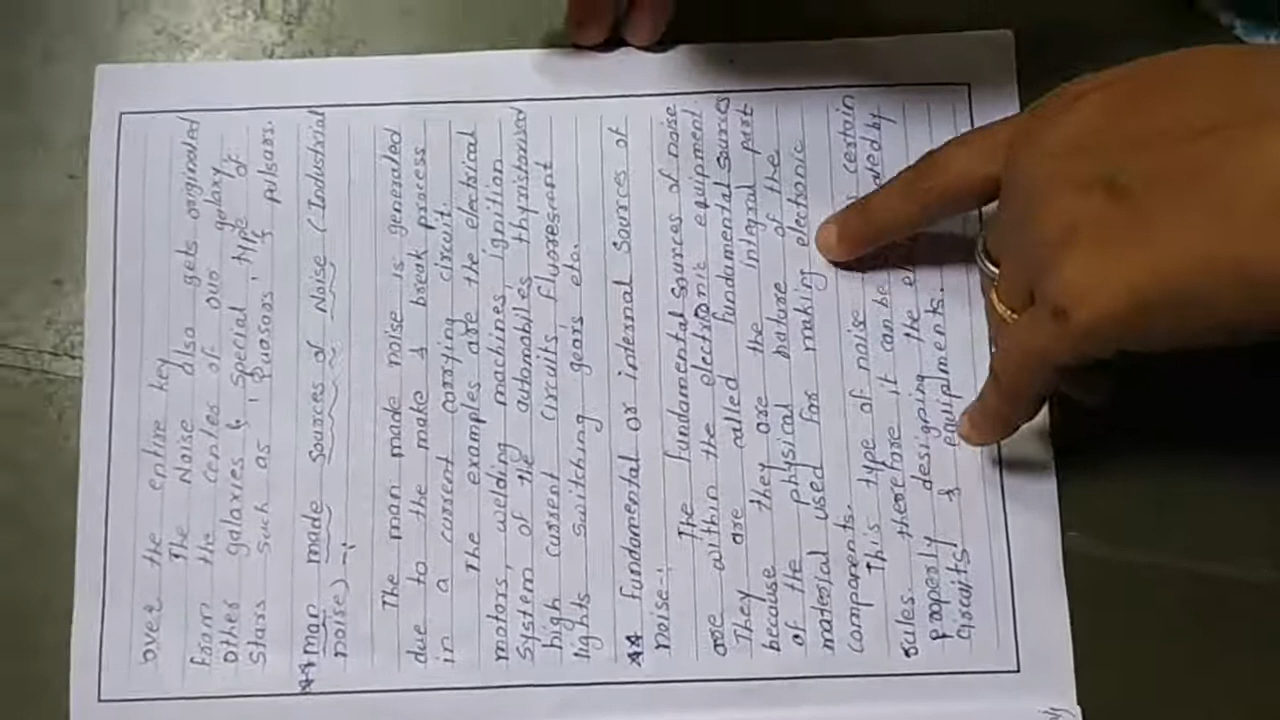 over the entire key
The Noise also gets originated
from the centes of our galaxy
other galaxies & special type of
stars such as , quasoas , pulsars.
** man made sources of Noise (Industrial
noise) -:
The man made noise is generaled
due to the make & break process
in a current carrying circuit.
The examples are the electrical
motors, welding machines, ignition
system of the automobiles, thyristorised
high current circuits, fluorescent
lights switching gears etc.
** fundamental or internal sources of
noise-:
The fundamental sources of noise
are within the electronic equipment.
They are called fundamental sources
because they are the integral part
of the physical nature of the
material used for making electronic
components.
This type of noise certain
rules. therefore it can be by
properly designing the
circuits & equipments.